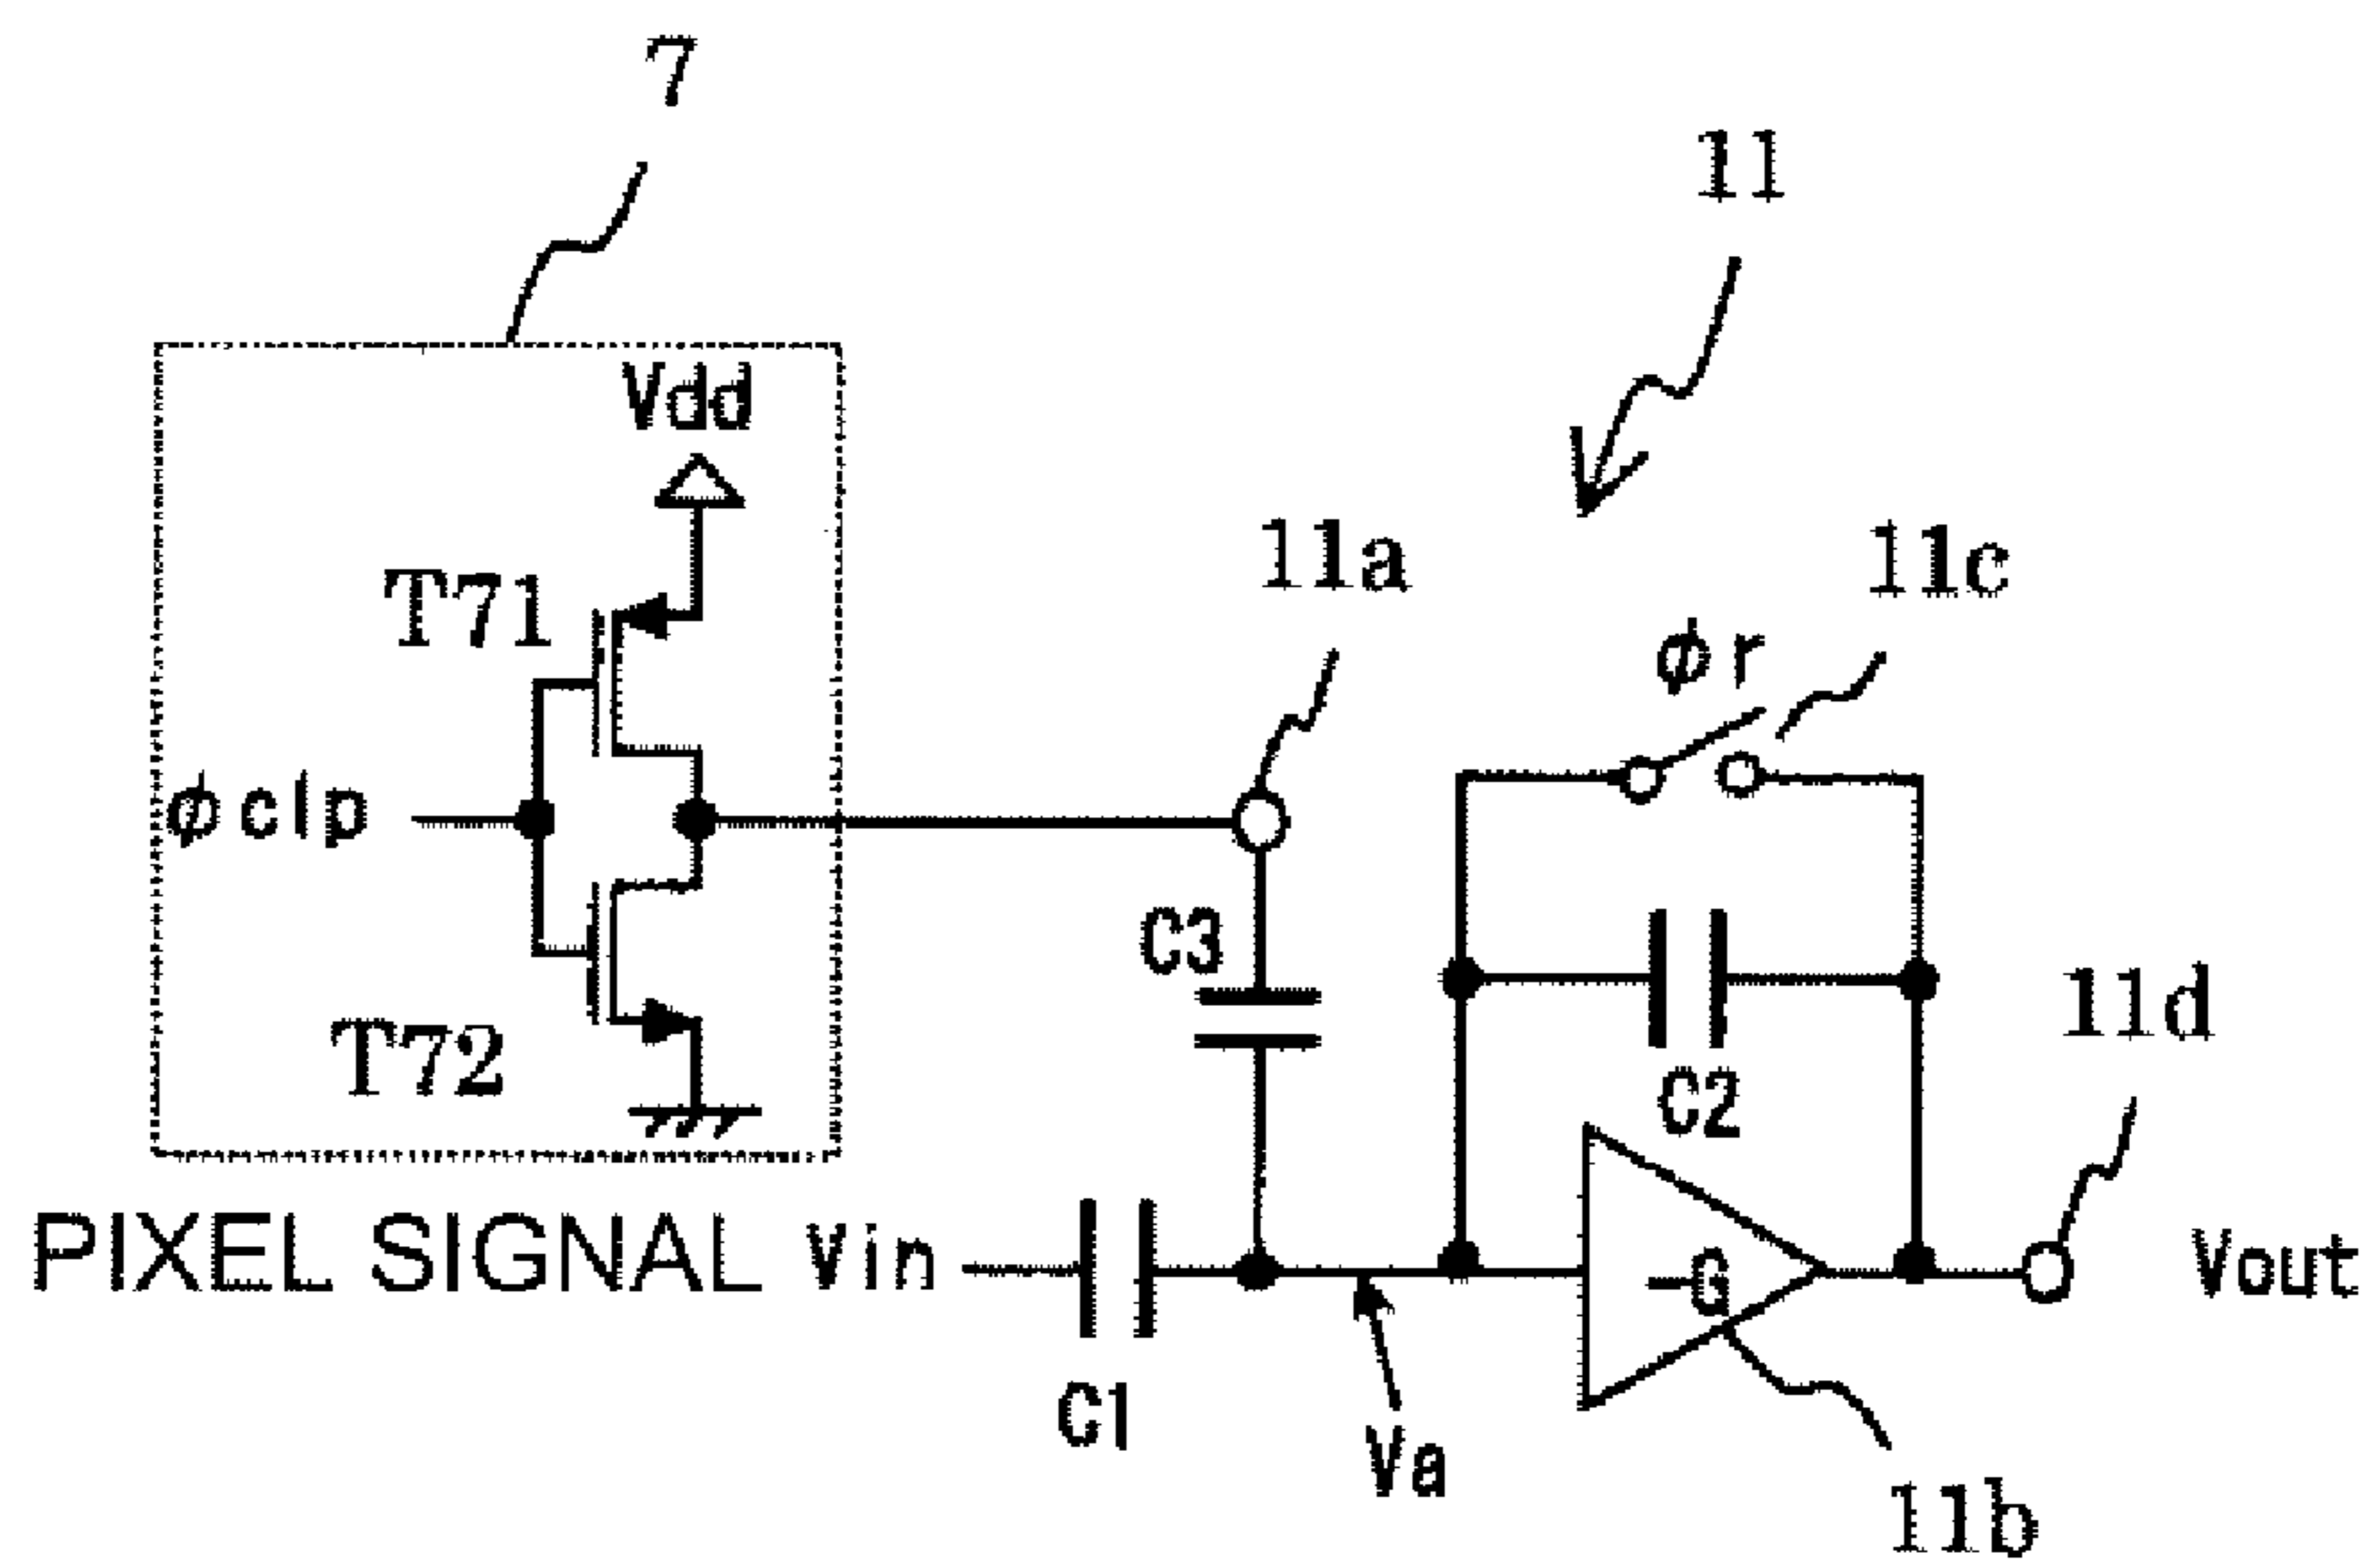 7
11
Vdd
11a
11c
T71
φr
φclp
C3
11d
T72
C2
PIXEL SIGNAL Vin
-G
Vout
C1
Va
11b